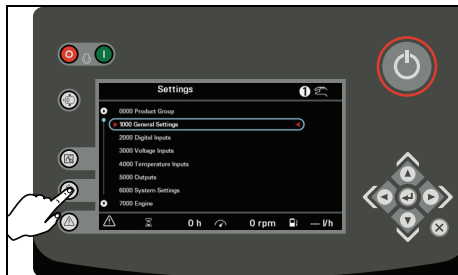 Settings
1
0000 Product Group
1000 General Settings
2000 Digital Inputs
3000 Voltage Inputs
4000 Temperature Inputs
5000 Outputs
6000 System Settings
7000 Engine
0 h 0 rpm --- l/h